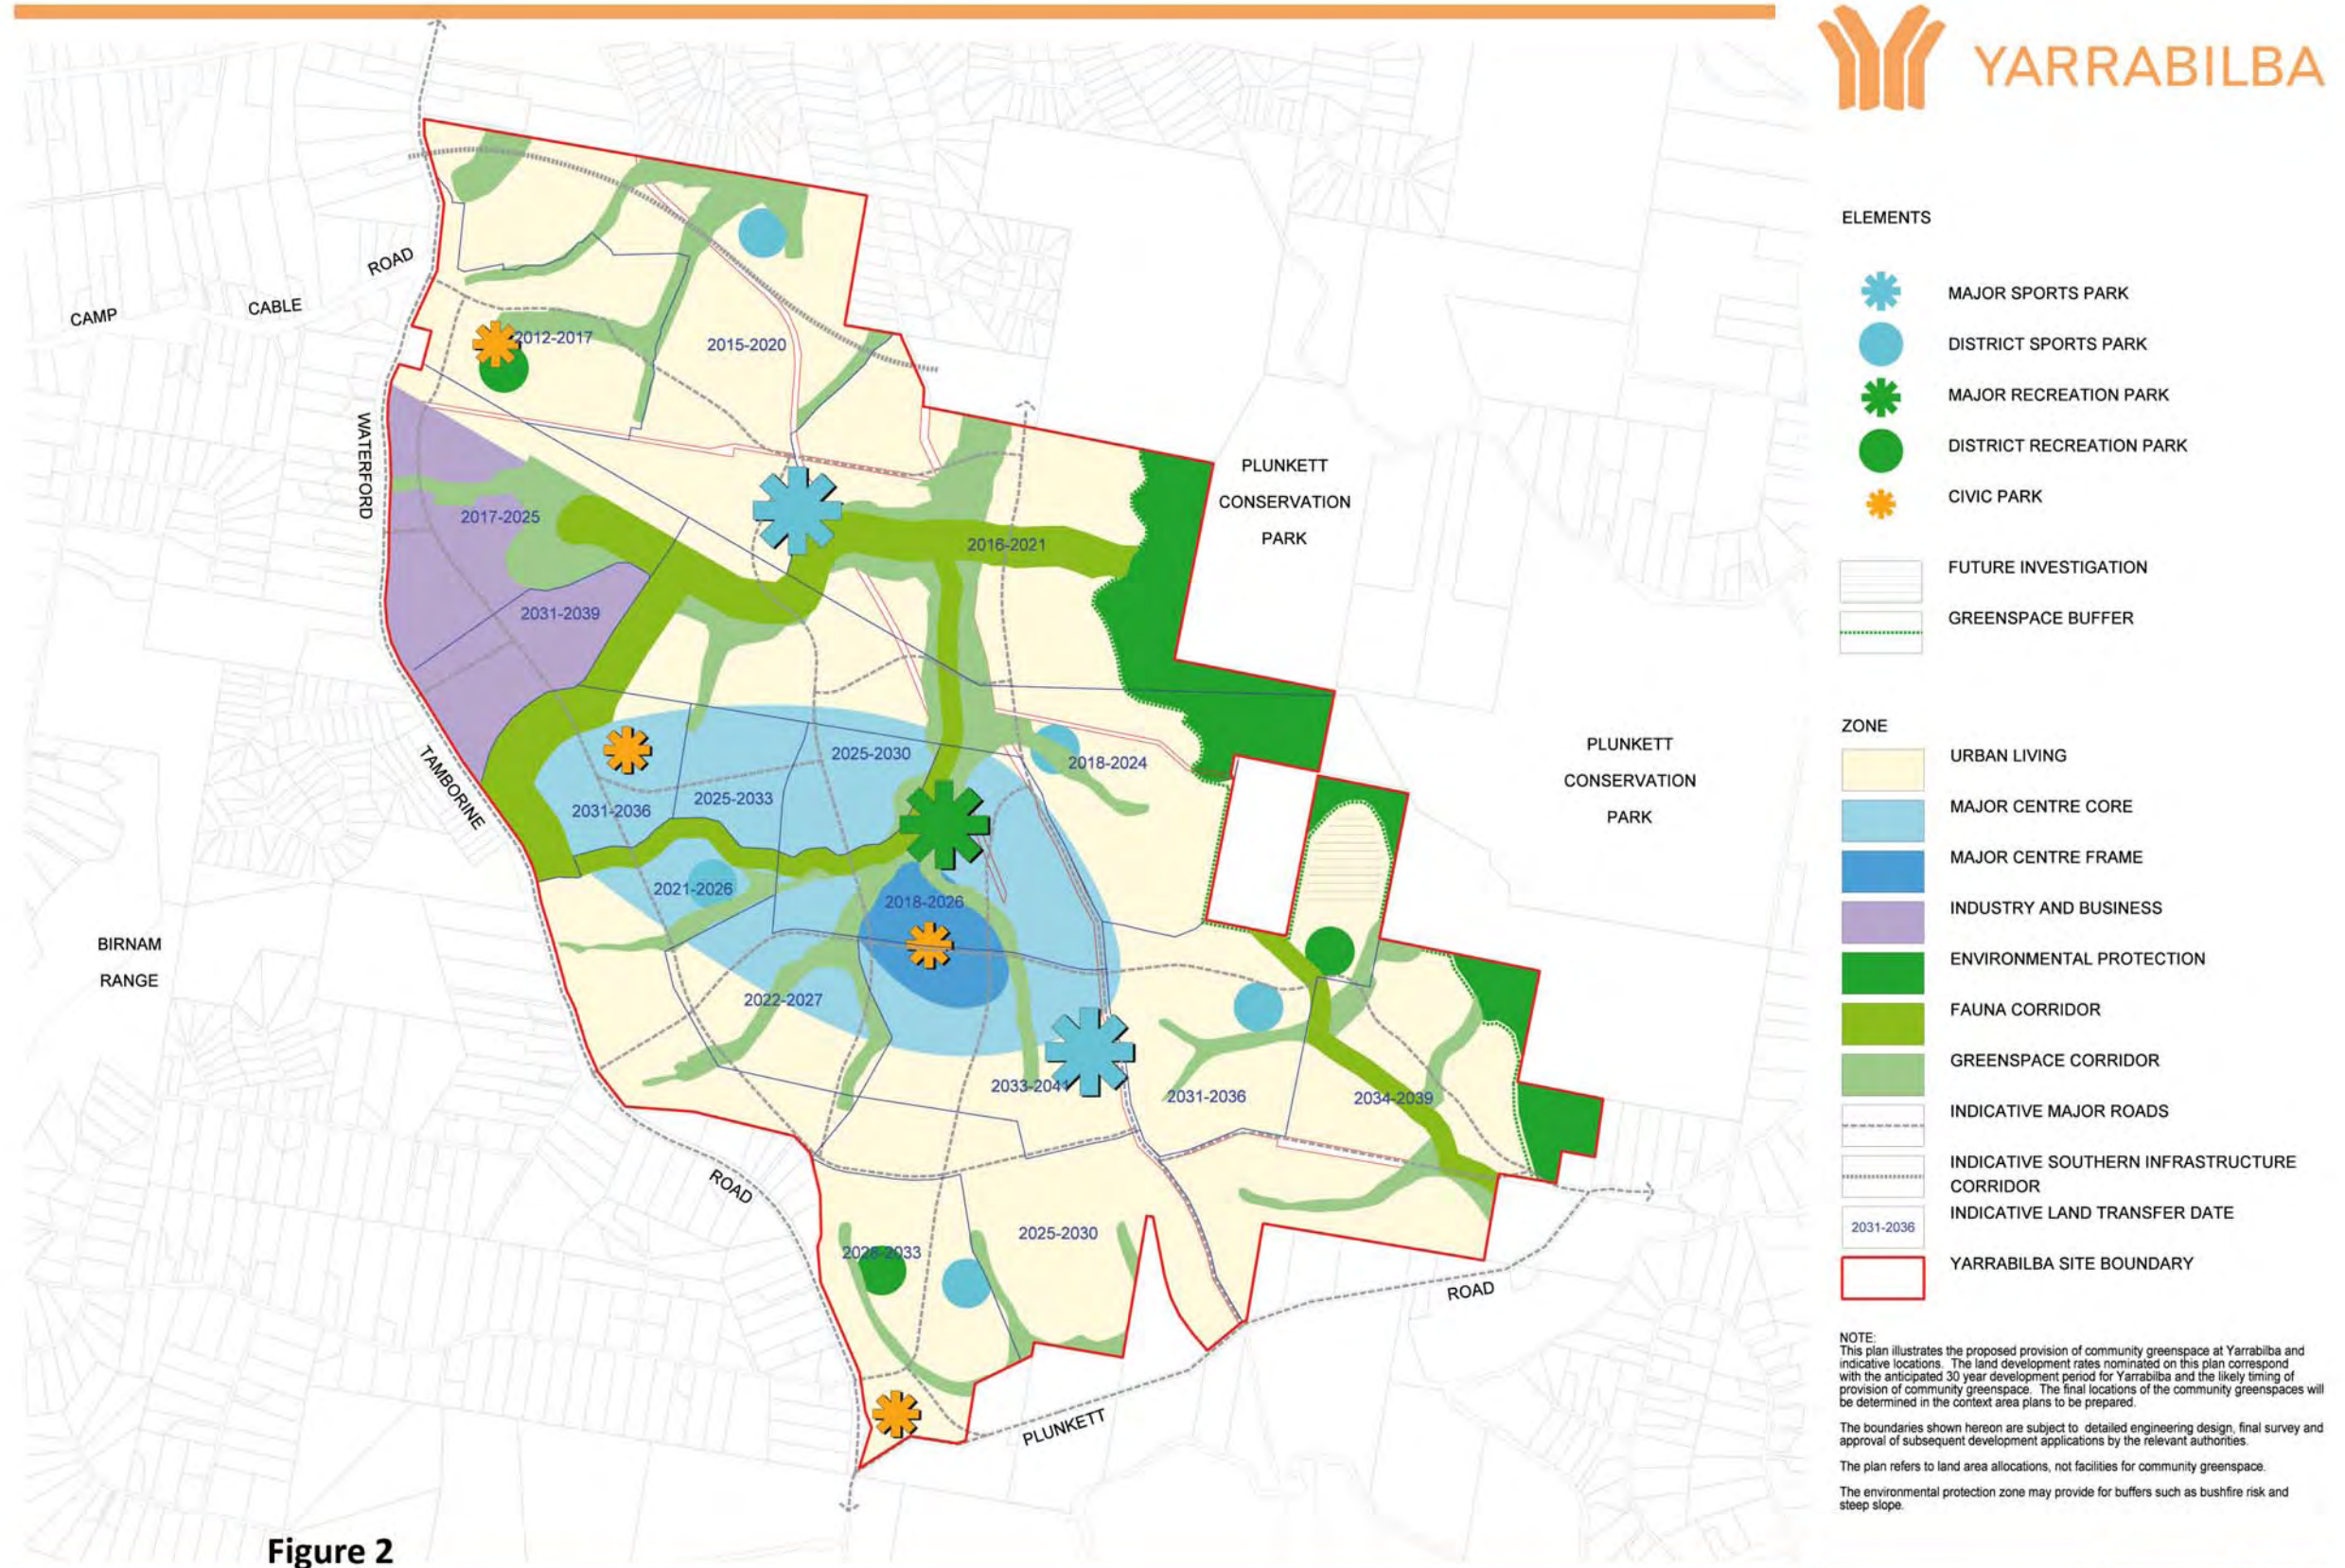 YARRABILBA
ROAD
CAMP
CABLE
WATERFORD
TAMBORINE
BIRNAM
RANGE
ROAD
PLUNKETT
ROAD
PLUNKETT
CONSERVATION
PARK
PLUNKETT
CONSERVATION
PARK
2012-2017
2015-2020
2017-2025
2016-2021
2031-2039
2025-2030
2018-2024
2031-2036
2025-2033
2021-2026
2018-2026
2022-2027
2033-2041
2031-2036
2034-2039
2025-2030
2028-2033
Figure 2
ELEMENTS
MAJOR SPORTS PARK
DISTRICT SPORTS PARK
MAJOR RECREATION PARK
DISTRICT RECREATION PARK
CIVIC PARK
FUTURE INVESTIGATION
GREENSPACE BUFFER
ZONE
URBAN LIVING
MAJOR CENTRE CORE
MAJOR CENTRE FRAME
INDUSTRY AND BUSINESS
ENVIRONMENTAL PROTECTION
FAUNA CORRIDOR
GREENSPACE CORRIDOR
INDICATIVE MAJOR ROADS
INDICATIVE SOUTHERN INFRASTRUCTURE
CORRIDOR
2031-2036 INDICATIVE LAND TRANSFER DATE
YARRABILBA SITE BOUNDARY
NOTE:
This plan illustrates the proposed provision of community greenspace at Yarrabilba and
indicative locations. The land development rates nominated on this plan correspond
with the anticipated 30 year development period for Yarrabilba and the likely timing of
provision of community greenspace. The final locations of the community greenspaces will
be determined in the context area plans to be prepared.
The boundaries shown hereon are subject to detailed engineering design, final survey and
approval of subsequent development applications by the relevant authorities.
The plan refers to land area allocations, not facilities for community greenspace.
The environmental protection zone may provide for buffers such as bushfire risk and
steep slope.